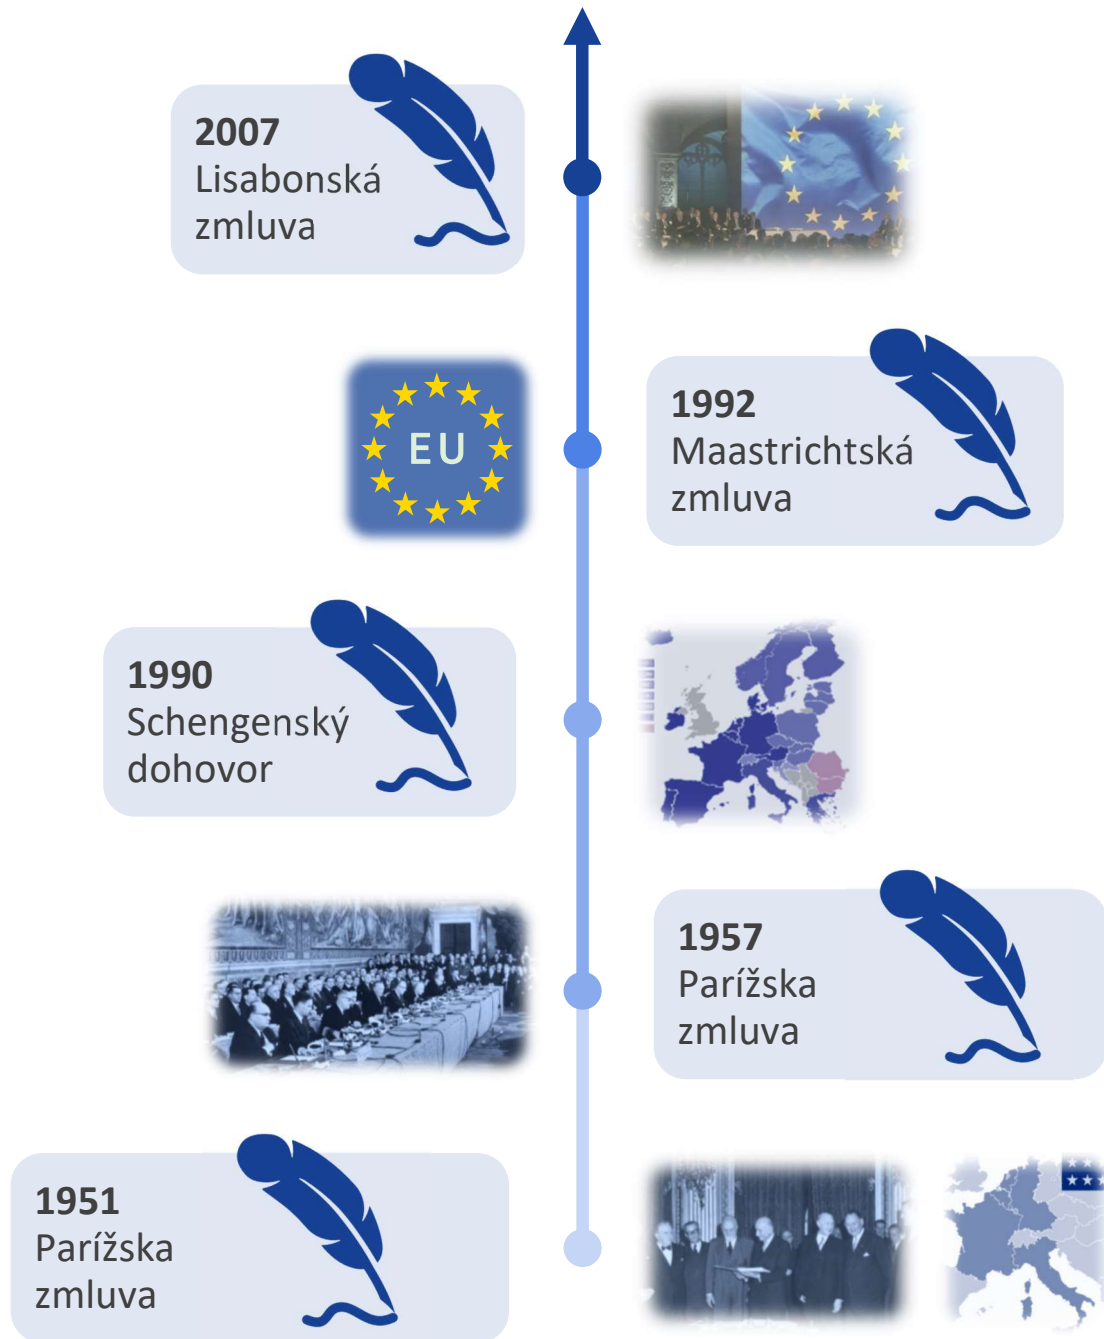 2007
Lisabonská
zmluva
EU
1992
Maastrichtská
zmluva
1990
Schengenský
dohovor
1957
Parížska
zmluva
1951
Parížska
zmluva